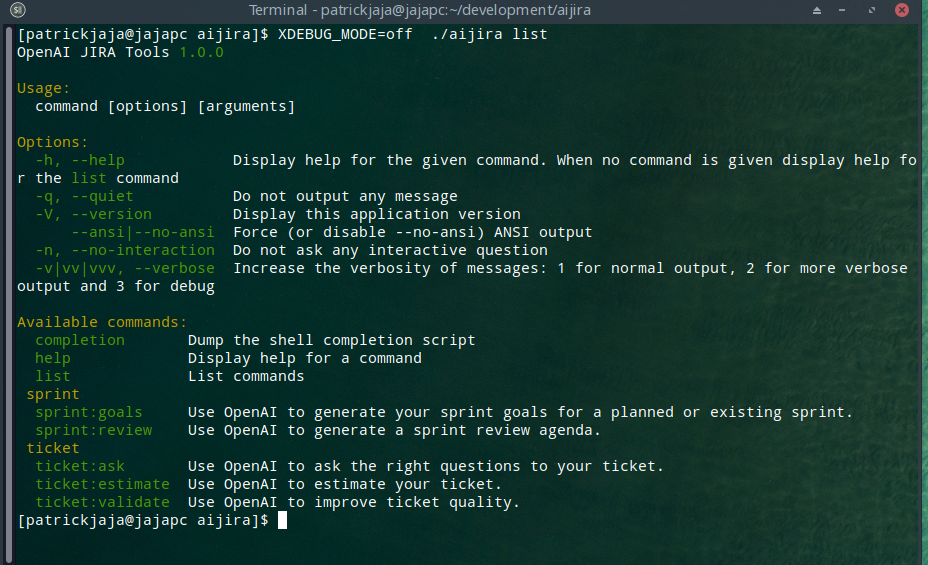 Terminal - patrickjaja@jajapc:~/development/aijira
[patrickjaja@jajapc aijira]$ XDEBUG_MODE=off  ./aijira list
OpenAI JIRA Tools 1.0.0
Usage:
  command [options] [arguments]
Options:
  -h, --help            Display help for the given command. When no command is given display help fo
r the list command
  -q, --quiet           Do not output any message
  -V, --version         Display this application version
      --ansi|--no-ansi  Force (or disable --no-ansi) ANSI output
  -n, --no-interaction  Do not ask any interactive question
  -v|vv|vvv, --verbose  Increase the verbosity of messages: 1 for normal output, 2 for more verbose
output and 3 for debug
Available commands:
  completion       Dump the shell completion script
  help             Display help for a command
  list             List commands
 sprint
  sprint:goals     Use OpenAI to generate your sprint goals for a planned or existing sprint.
  sprint:review    Use OpenAI to generate a sprint review agenda.
 ticket
  ticket:ask       Use OpenAI to ask the right questions to your ticket.
  ticket:estimate  Use OpenAI to estimate your ticket.
  ticket:validate  Use OpenAI to improve ticket quality.
[patrickjaja@jajapc aijira]$